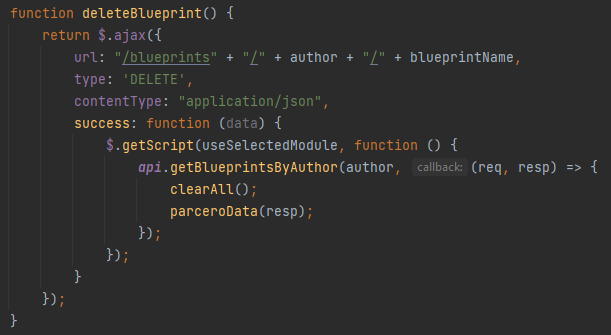 function deleteBlueprint() {
    return $.ajax({
        url: "/blueprints" + "/" + author + "/" + blueprintName,
        type: 'DELETE',
        contentType: "application/json",
        success: function (data) {
            $.getScript(useSelectedModule, function () {
                api.getBlueprintsByAuthor(author, callback: (req, resp) => {
                    clearAll();
                    parceroData(resp);
                });
            });
        }
    });
}